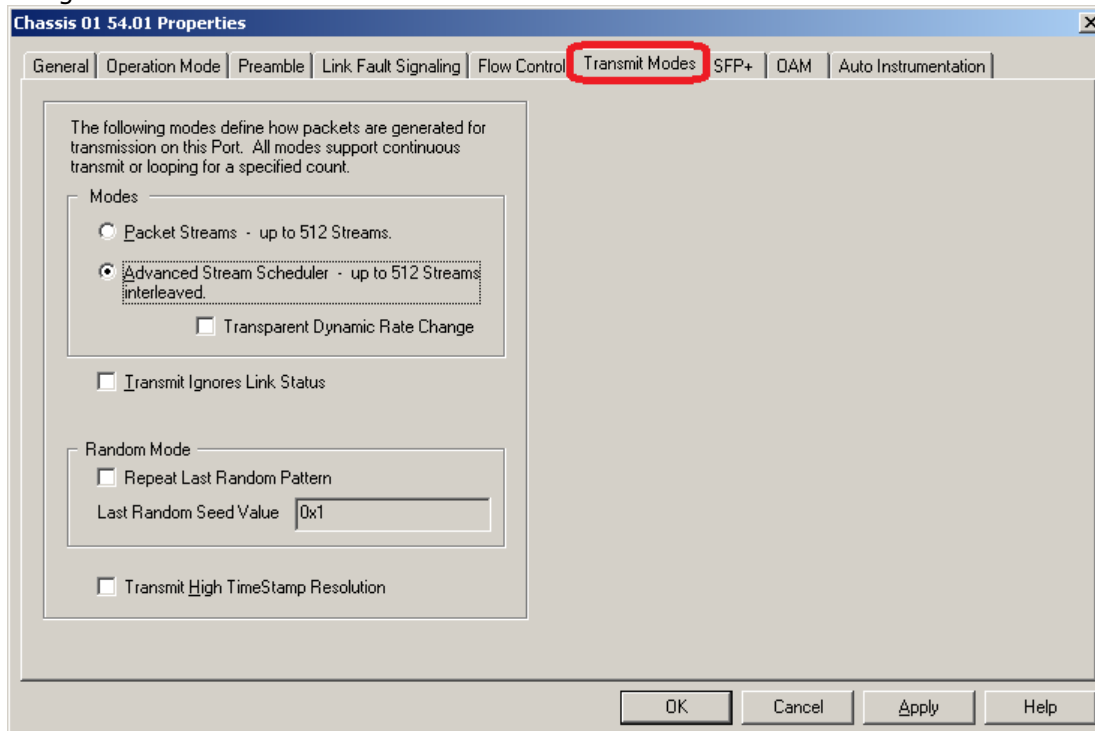 Chassis 01 54.01 Properties
General Operation Mode Preamble Link Fault Signaling Flow Control Transmit Modes SFP+ OAM Auto Instrumentation
The following modes define how packets are generated for
transmission on this Port. All modes support continuous
transmit or looping for a specified count.
Modes
Packet Streams - up to 512 Streams.
Advanced Stream Scheduler - up to 512 Streams
interleaved.
Transparent Dynamic Rate Change
Transmit Ignores Link Status
Random Mode
Repeat Last Random Pattern
Last Random Seed Value 0x1
Transmit High TimeStamp Resolution
OK Cancel Apply Help